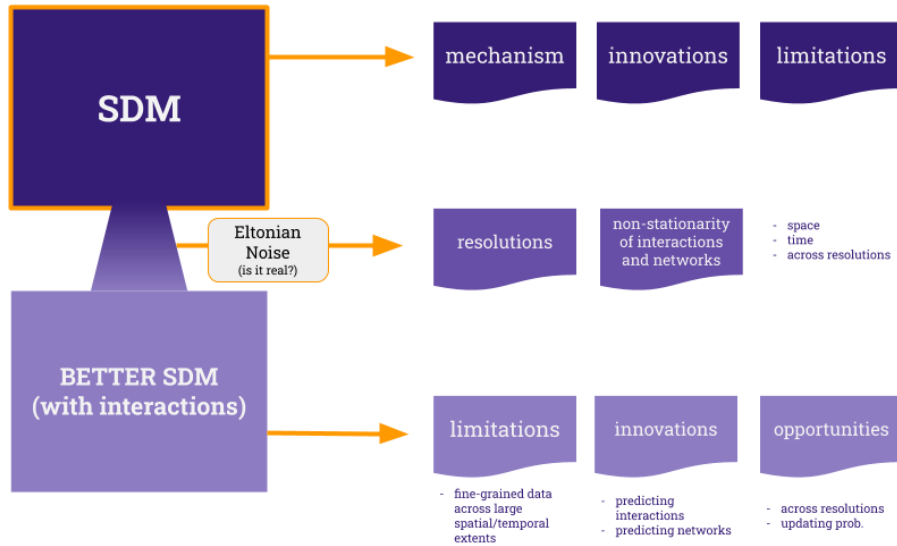 SDM
mechanism
innovations
limitations
Eltonian
Noise
(is it real?)
resolutions
non-stationarity
of interactions
and networks
- space
- time
- across resolutions
BETTER SDM
(with interactions)
limitations
innovations
opportunities
- fine-grained data
across large
spatial/temporal
extents
- predicting
interactions
- predicting networks
- across resolutions
- updating prob.